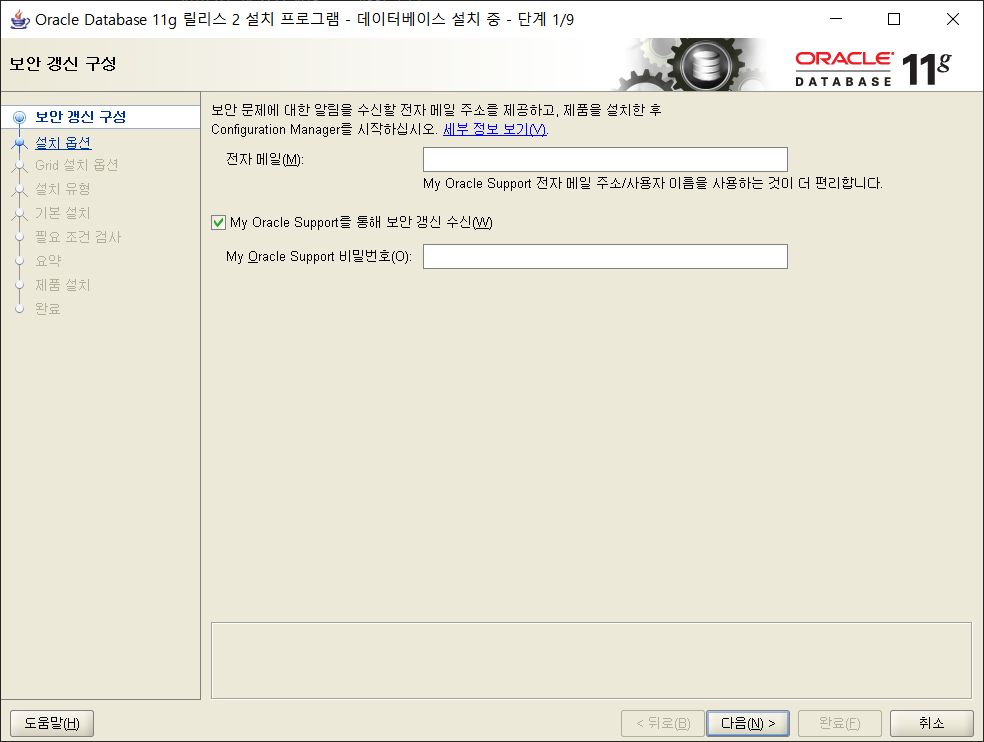 Oracle Database 11g 릴리스 2 설치 프로그램 - 데이터베이스 설치 중 - 단계 1/9
보안 갱신 구성
ORACLE
DATABASE
11g
보안 갱신 구성
설치 옵션
Grid 설치 옵션
설치 유형
기본 설치
필요 조건 검사
요약
제품 설치
완료
보안 문제에 대한 알림을 수신할 전자 메일 주소를 제공하고, 제품을 설치한 후
Configuration Manager를 시작하십시오. 세부 정보 보기(V).
전자 메일(M):
My Oracle Support 전자 메일 주소/사용자 이름을 사용하는 것이 더 편리합니다.
My Oracle Support을 통해 보안 갱신 수신(W)
My Oracle Support 비밀번호(O):
도움말(H)
< 뒤로(B)
다음(N) >
완료(F)
취소